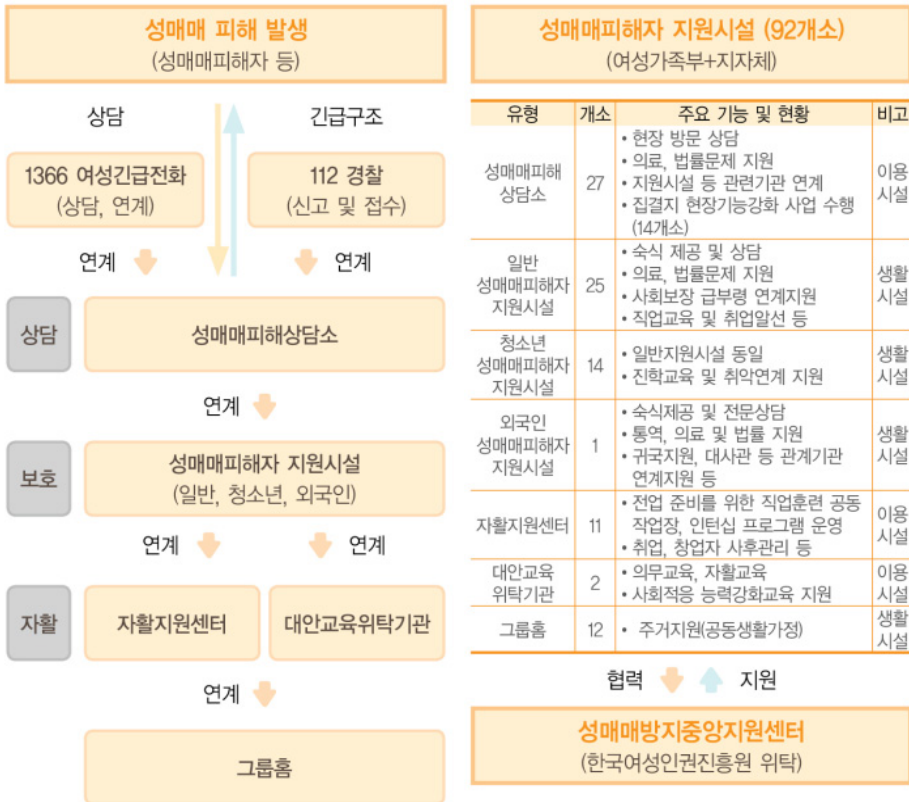 성매매 피해 발생
(성매매피해자 등)
상담
긴급구조
1366 여성긴급전화
(상담, 연계)
112 경찰
(신고 및 접수)
연계
연계
상담
성매매피해상담소
연계
보호
성매매피해자 지원시설
(일반, 청소년, 외국인)
연계
연계
자활
자활지원센터
대안교육위탁기관
연계
그룹홈
성매매피해자 지원시설 (92개소)
(여성가족부+지자체)
유형 개소 주요 기능 및 현황 비고
성매매피해
상담소
27
• 현장 방문 상담
• 의료, 법률문제 지원
• 지원시설 등 관련기관 연계
• 집결지 현장기능강화 사업 수행
(14개소)
이용
시설
일반
성매매피해자
지원시설
25
• 숙식 제공 및 상담
• 의료, 법률문제 지원
• 사회보장 급부령 연계지원
• 직업교육 및 취업알선 등
생활
시설
청소년
성매매피해자
지원시설
14
• 일반지원시설 동일
• 진학교육 및 취악연계 지원
생활
시설
외국인
성매매피해자
지원시설
1
• 숙식제공 및 전문상담
• 통역, 의료 및 법률 지원
• 귀국지원, 대사관 등 관계기관
연계지원 등
생활
시설
자활지원센터
11
• 전업 준비를 위한 직업훈련 공동
작업장, 인턴십 프로그램 운영
• 취업, 창업자 사후관리 등
이용
시설
대안교육
위탁기관
2
• 의무교육, 자활교육
• 사회적응 능력강화교육 지원
이용
시설
그룹홈
12
• 주거지원(공동생활가정)
생활
시설
협력
지원
성매매방지중앙지원센터
(한국여성인권진흥원 위탁)